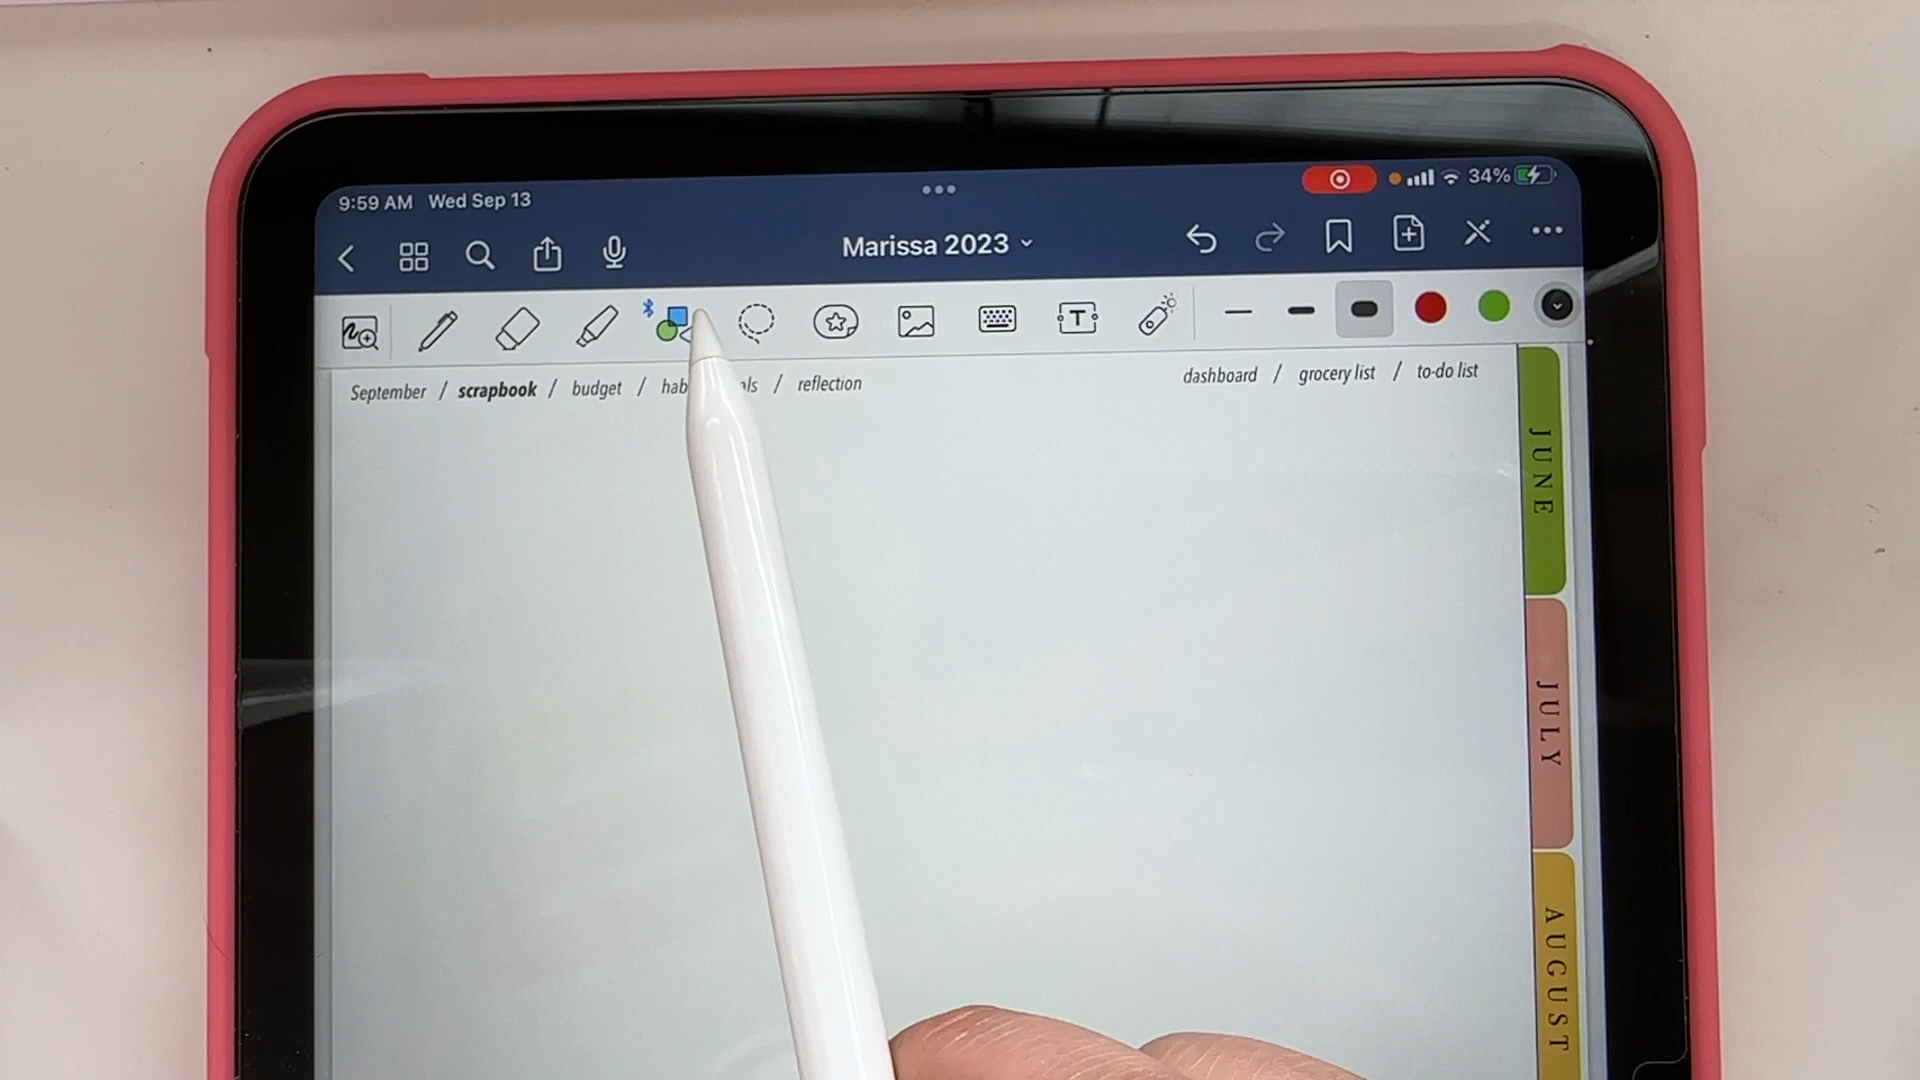 9:59 AM Wed Sep 13
34%
Marissa 2023
T
September / scrapbook / budget / hab als / reflection
dashboard / grocery list / to-do list
JUNE
JULY
AUGUST